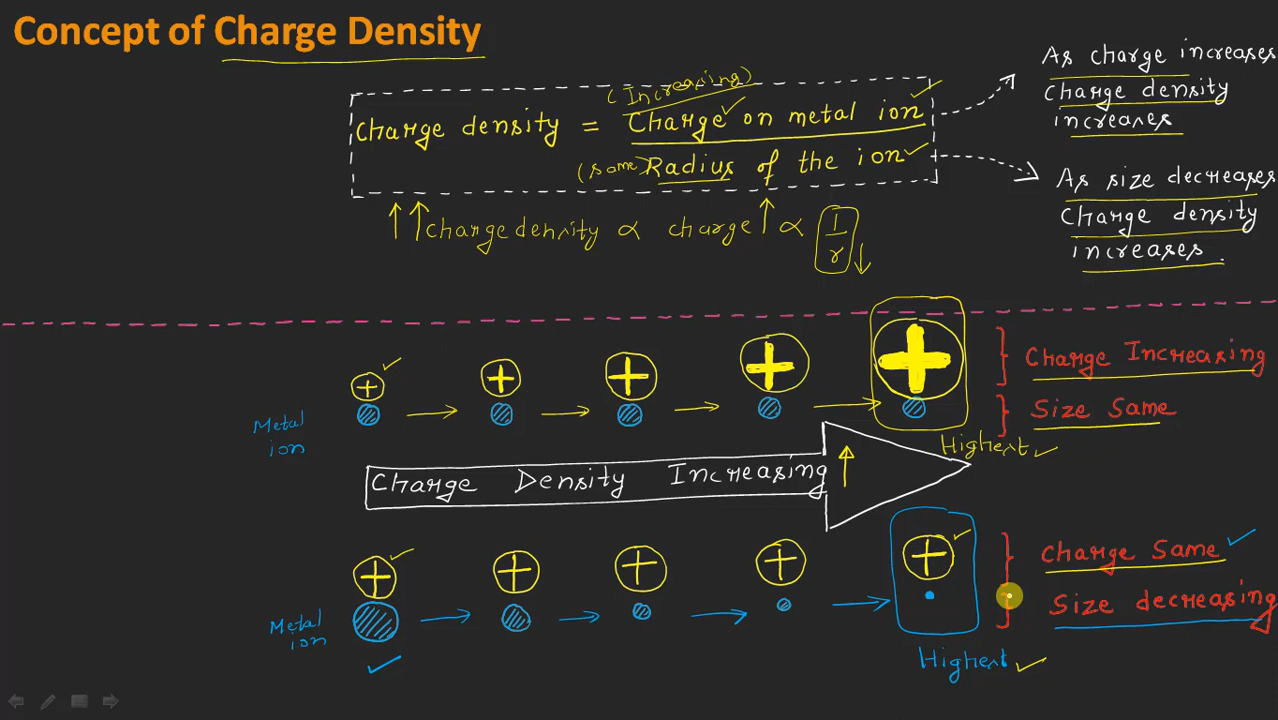 Concept of Charge Density
(Increasing)
Charge density = Charge on metal ion
(same) Radius of the ion
As charge increases
Charge density
increases
As size decreases
Charge density
increases.
↑↑ charge density ∝ charge ↑ ∝ 1/r ↓
Metal
ion
Charge Increasing
Size Same
Highest
Charge Density Increasing ↑
Metal
ion
Charge Same
Size decreasing
Highest